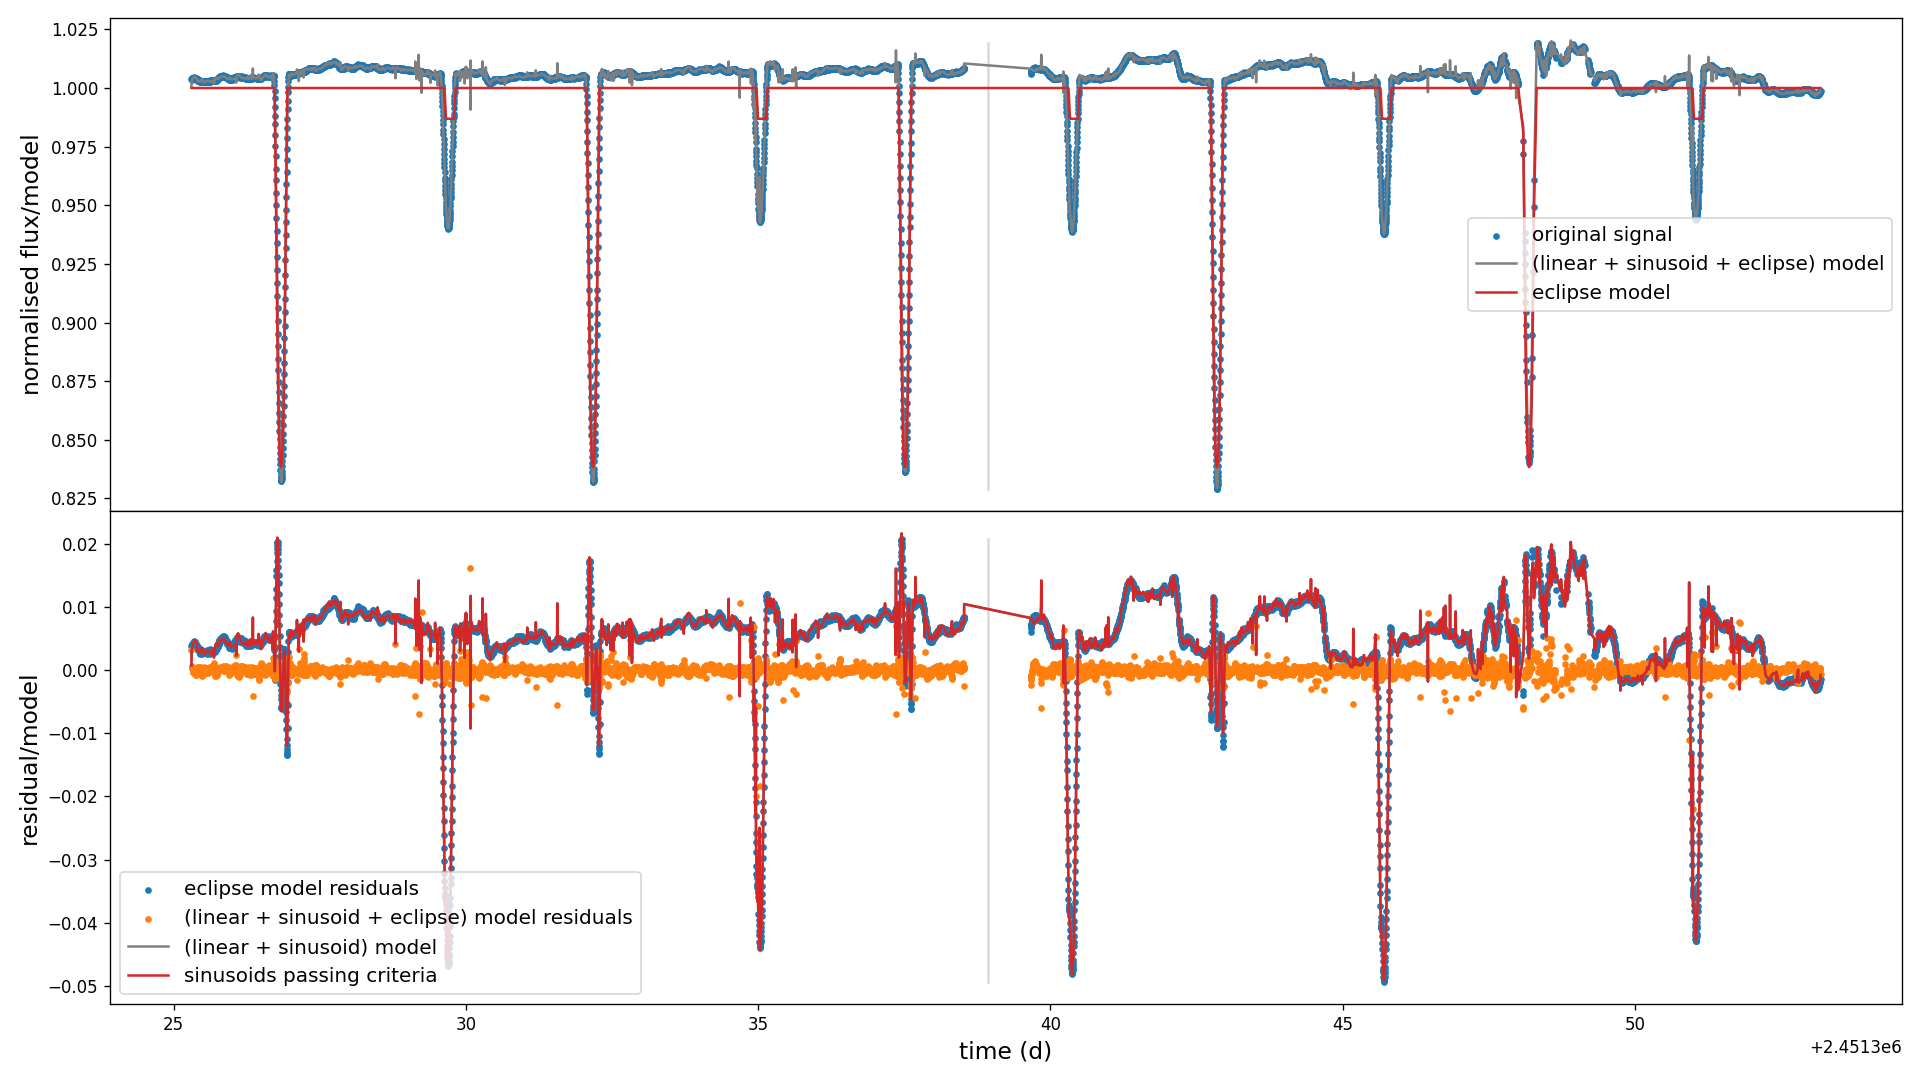 1.025
1.000
0.975
0.950
0.925
0.900
0.875
0.850
0.825
normalised flux/model
original signal
(linear + sinusoid + eclipse) model
eclipse model
0.02
0.01
0.00
−0.01
−0.02
−0.03
−0.04
−0.05
residual/model
eclipse model residuals
(linear + sinusoid + eclipse) model residuals
(linear + sinusoid) model
sinusoids passing criteria
25
30
35
40
45
50
time (d)
+2.4513e6